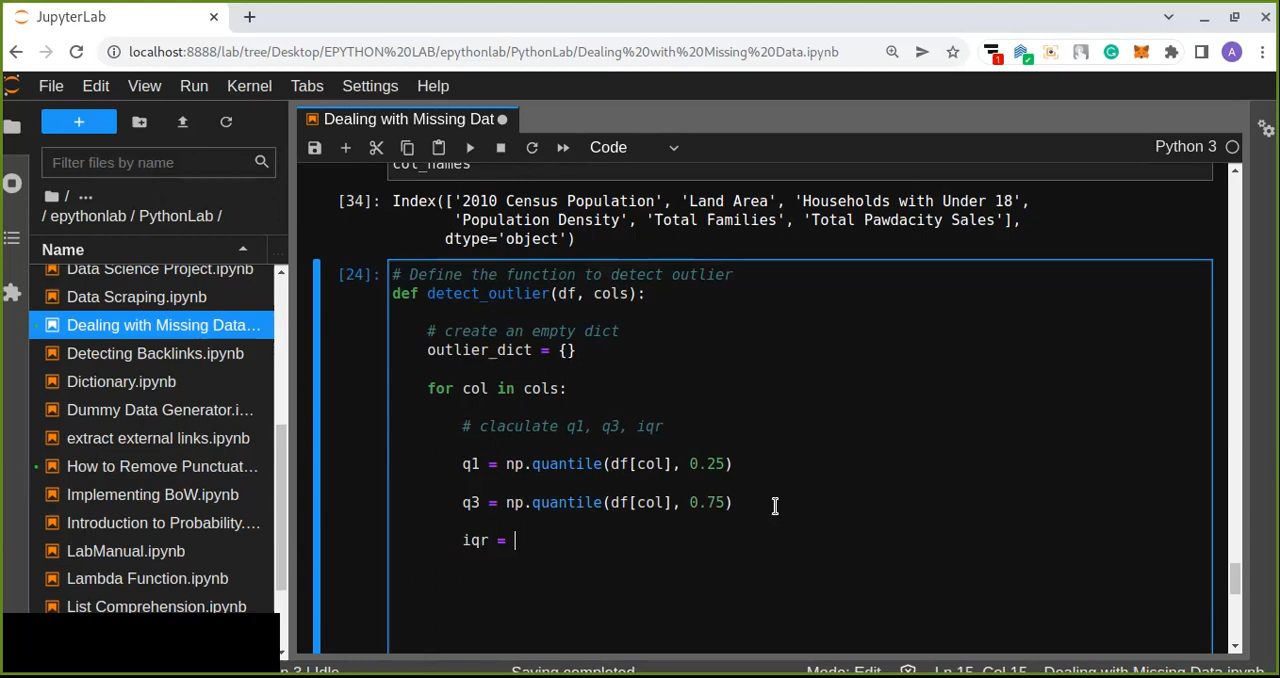 JupyterLab
localhost:8888/lab/tree/Desktop/EPYTHON%20LAB/epythonlab/PythonLab/Dealing%20with%20Missing%20Data.ipynb
1
A
File Edit View Run Kernel Tabs Settings Help
Dealing with Missing Dat
Filter files by name
Code
Python 3
/ ...
/ epythonlab / PythonLab /
Name
Data Science Project.ipynb
Data Scraping.ipynb
Dealing with Missing Data...
Detecting Backlinks.ipynb
Dictionary.ipynb
Dummy Data Generator.i...
extract external links.ipynb
How to Remove Punctuat...
Implementing BoW.ipynb
Introduction to Probability....
LabManual.ipynb
Lambda Function.ipynb
List Comprehension.ipynb
col_names
[34]: Index(['2010 Census Population', 'Land Area', 'Households with Under 18',
'Population Density', 'Total Families', 'Total Pawdacity Sales'],
dtype='object')
[24]: # Define the function to detect outlier
def detect_outlier(df, cols):
# create an empty dict
outlier_dict = {}
for col in cols:
# claculate q1, q3, iqr
q1 = np.quantile(df[col], 0.25)
q3 = np.quantile(df[col], 0.75)
iqr =
3 | Idle
Saving completed
Mode: Edit
Ln 15, Col 15
Dealing with Missing Data.ipynb